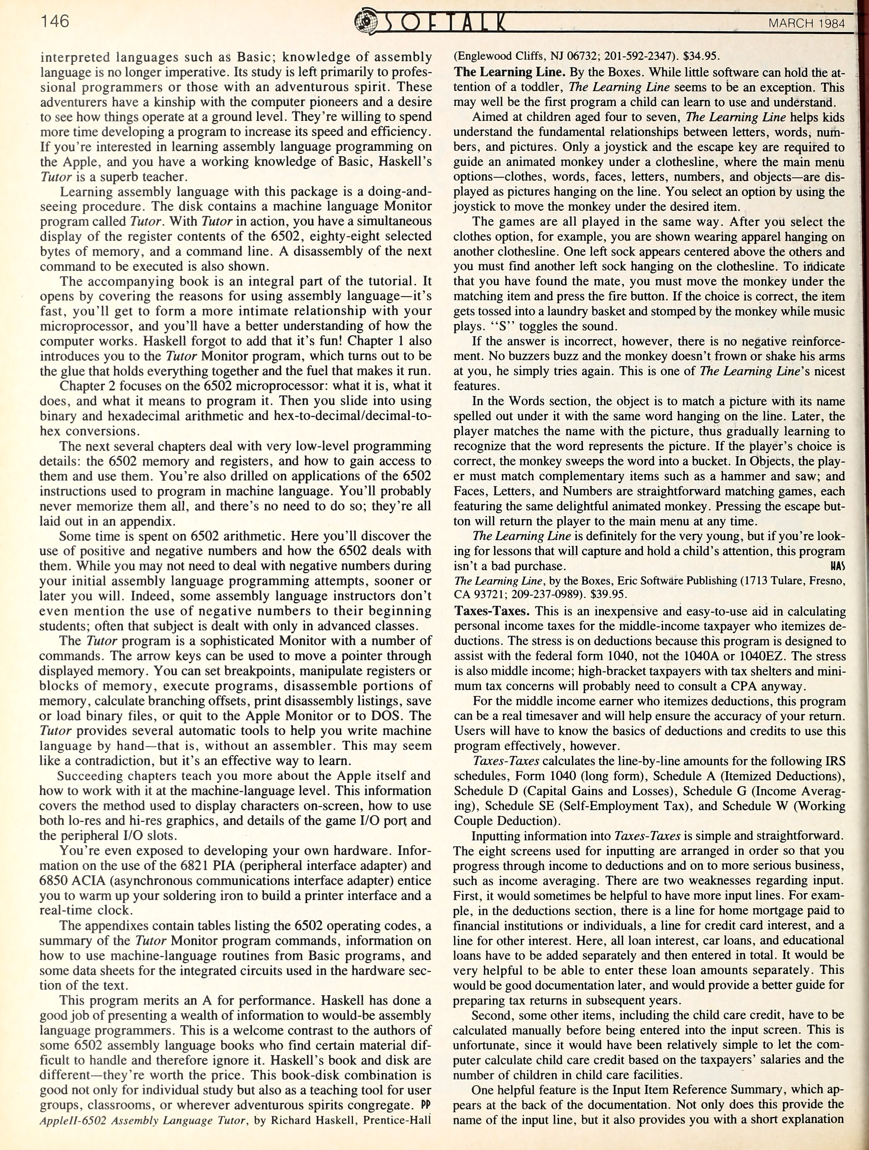 146
SOFTALK
MARCH 1984
interpreted languages such as Basic; knowledge of assembly
language is no longer imperative. Its study is left primarily to profes-
sional programmers or those with an adventurous spirit. These
adventurers have a kinship with the computer pioneers and a desire
to see how things operate at a ground level. They're willing to spend
more time developing a program to increase its speed and efficiency.
If you're interested in learning assembly language programming on
the Apple, and you have a working knowledge of Basic, Haskell's
Tutor is a superb teacher.
Learning assembly language with this package is a doing-and-
seeing procedure. The disk contains a machine language Monitor
program called Tutor. With Tutor in action, you have a simultaneous
display of the register contents of the 6502, eighty-eight selected
bytes of memory, and a command line. A disassembly of the next
command to be executed is also shown.
The accompanying book is an integral part of the tutorial. It
opens by covering the reasons for using assembly language—it's
fast, you'll get to form a more intimate relationship with your
microprocessor, and you'll have a better understanding of how the
computer works. Haskell forgot to add that it's fun! Chapter 1 also
introduces you to the Tutor Monitor program, which turns out to be
the glue that holds everything together and the fuel that makes it run.
Chapter 2 focuses on the 6502 microprocessor: what it is, what it
does, and what it means to program it. Then you slide into using
binary and hexadecimal arithmetic and hex-to-decimal/decimal-to-
hex conversions.
The next several chapters deal with very low-level programming
details: the 6502 memory and registers, and how to gain access to
them and use them. You're also drilled on applications of the 6502
instructions used to program in machine language. You'll probably
never memorize them all, and there's no need to do so; they're all
laid out in an appendix.
Some time is spent on 6502 arithmetic. Here you'll discover the
use of positive and negative numbers and how the 6502 deals with
them. While you may not need to deal with negative numbers during
your initial assembly language programming attempts, sooner or
later you will. Indeed, some assembly language instructors don't
even mention the use of negative numbers to their beginning
students; often that subject is dealt with only in advanced classes.
The Tutor program is a sophisticated Monitor with a number of
commands. The arrow keys can be used to move a pointer through
displayed memory. You can set breakpoints, manipulate registers or
blocks of memory, execute programs, disassemble portions of
memory, calculate branching offsets, print disassembly listings, save
or load binary files, or quit to the Apple Monitor or to DOS. The
Tutor provides several automatic tools to help you write machine
language by hand—that is, without an assembler. This may seem
like a contradiction, but it's an effective way to learn.
Succeeding chapters teach you more about the Apple itself and
how to work with it at the machine-language level. This information
covers the method used to display characters on-screen, how to use
both lo-res and hi-res graphics, and details of the game I/O port and
the peripheral I/O slots.
You're even exposed to developing your own hardware. Infor-
mation on the use of the 6821 PIA (peripheral interface adapter) and
6850 ACIA (asynchronous communications interface adapter) entice
you to warm up your soldering iron to build a printer interface and a
real-time clock.
The appendixes contain tables listing the 6502 operating codes, a
summary of the Tutor Monitor program commands, information on
how to use machine-language routines from Basic programs, and
some data sheets for the integrated circuits used in the hardware sec-
tion of the text.
This program merits an A for performance. Haskell has done a
good job of presenting a wealth of information to would-be assembly
language programmers. This is a welcome contrast to the authors of
some 6502 assembly language books who find certain material dif-
ficult to handle and therefore ignore it. Haskell's book and disk are
different—they're worth the price. This book-disk combination is
good not only for individual study but also as a teaching tool for user
groups, classrooms, or wherever adventurous spirits congregate. PP
AppleII-6502 Assembly Language Tutor, by Richard Haskell, Prentice-Hall
(Englewood Cliffs, NJ 06732; 201-592-2347). $34.95.
The Learning Line. By the Boxes. While little software can hold the at-
tention of a toddler, The Learning Line seems to be an exception. This
may well be the first program a child can learn to use and understand.
Aimed at children aged four to seven, The Learning Line helps kids
understand the fundamental relationships between letters, words, num-
bers, and pictures. Only a joystick and the escape key are required to
guide an animated monkey under a clothesline, where the main menu
options—clothes, words, faces, letters, numbers, and objects—are dis-
played as pictures hanging on the line. You select an option by using the
joystick to move the monkey under the desired item.
The games are all played in the same way. After you select the
clothes option, for example, you are shown wearing apparel hanging on
another clothesline. One left sock appears centered above the others and
you must find another left sock hanging on the clothesline. To indicate
that you have found the mate, you must move the monkey under the
matching item and press the fire button. If the choice is correct, the item
gets tossed into a laundry basket and stomped by the monkey while music
plays. "S" toggles the sound.
If the answer is incorrect, however, there is no negative reinforce-
ment. No buzzers buzz and the monkey doesn't frown or shake his arms
at you, he simply tries again. This is one of The Learning Line's nicest
features.
In the Words section, the object is to match a picture with its name
spelled out under it with the same word hanging on the line. Later, the
player matches the name with the picture, thus gradually learning to
recognize that the word represents the picture. If the player's choice is
correct, the monkey sweeps the word into a bucket. In Objects, the play-
er must match complementary items such as a hammer and saw; and
Faces, Letters, and Numbers are straightforward matching games, each
featuring the same delightful animated monkey. Pressing the escape but-
ton will return the player to the main menu at any time.
The Learning Line is definitely for the very young, but if you're look-
ing for lessons that will capture and hold a child's attention, this program
isn't a bad purchase. HAS
The Learning Line, by the Boxes, Eric Software Publishing (1713 Tulare, Fresno,
CA 93721; 209-237-0989). $39.95.
Taxes-Taxes. This is an inexpensive and easy-to-use aid in calculating
personal income taxes for the middle-income taxpayer who itemizes de-
ductions. The stress is on deductions because this program is designed to
assist with the federal form 1040, not the 1040A or 1040EZ. The stress
is also middle income; high-bracket taxpayers with tax shelters and mini-
mum tax concerns will probably need to consult a CPA anyway.
For the middle income earner who itemizes deductions, this program
can be a real timesaver and will help ensure the accuracy of your return.
Users will have to know the basics of deductions and credits to use this
program effectively, however.
Taxes-Taxes calculates the line-by-line amounts for the following IRS
schedules, Form 1040 (long form), Schedule A (Itemized Deductions),
Schedule D (Capital Gains and Losses), Schedule G (Income Averag-
ing), Schedule SE (Self-Employment Tax), and Schedule W (Working
Couple Deduction).
Inputting information into Taxes-Taxes is simple and straightforward.
The eight screens used for inputting are arranged in order so that you
progress through income to deductions and on to more serious business,
such as income averaging. There are two weaknesses regarding input.
First, it would sometimes be helpful to have more input lines. For exam-
ple, in the deductions section, there is a line for home mortgage paid to
financial institutions or individuals, a line for credit card interest, and a
line for other interest. Here, all loan interest, car loans, and educational
loans have to be added separately and then entered in total. It would be
very helpful to be able to enter these loan amounts separately. This
would be good documentation later, and would provide a better guide for
preparing tax returns in subsequent years.
Second, some other items, including the child care credit, have to be
calculated manually before being entered into the input screen. This is
unfortunate, since it would have been relatively simple to let the com-
puter calculate child care credit based on the taxpayers' salaries and the
number of children in child care facilities.
One helpful feature is the Input Item Reference Summary, which ap-
pears at the back of the documentation. Not only does this provide the
name of the input line, but it also provides you with a short explanation